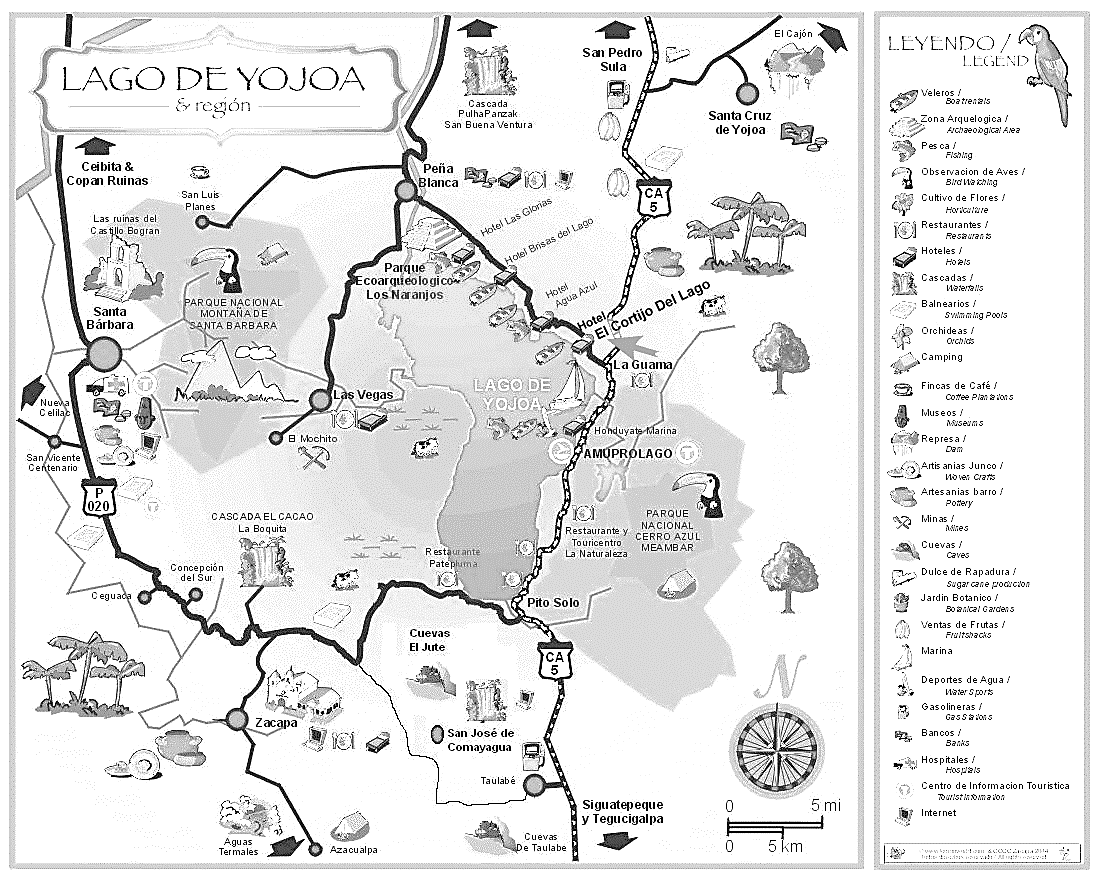 LAGO DE YOJOA
& región
Ceibita &
Copan Ruinas
Cascada
PulhaPanzak
San Buena Ventura
San Pedro
Sula
El Cajón
Santa Cruz
de Yojoa
Peña
Blanca
CA
5
San Luis
Planes
Las ruinas del
Castillo Bogran
Hotel Las Glorias
Hotel Brisas del Lago
Parque
Ecoarqueologico
Los Naranjos
Hotel
Agua Azul
Hotel
El Cortijo Del Lago
PARQUE NACIONAL
MONTAÑA DE
SANTA BARBARA
Santa
Bárbara
La Guama
LAGO DE
YOJOA
Nueva
Celilac
Las Vegas
El Mochito
Honduyate Marina
AMUPROLAGO
San Vicente
Centenario
P
020
CASCADA EL CACAO
La Boquita
PARQUE
NACIONAL
CERRO AZUL
MEAMBAR
Restaurante y
Touricentro
La Naturaleza
Restaurante
Patepluma
Concepción
del Sur
Ceguaca
Pito Solo
Cuevas
El Jute
CA
5
Zacapa
San José de
Comayagua
Taulabé
Siguatepeque
y Tegucigalpa
Aguas
Termales
Azacualpa
Cuevas
De Taulabe
N
0 5 mi
0 5 km
LEYENDO /
LEGEND
Veleros /
Boat rentals
Zona Arquelogica /
Archaeological Area
Pesca /
Fishing
Observacion de Aves /
Bird Watching
Cultivo de Flores /
Horticulture
Restaurantes /
Restaurants
Hoteles /
Hotels
Cascadas /
Waterfalls
Balnearios /
Swimming Pools
Orchideas /
Orchids
Camping
Fincas de Café /
Coffee Plantations
Museos /
Museums
Represa /
Dam
Artisanias Junco /
Woven Crafts
Artesanias barro /
Pottery
Minas /
Mines
Cuevas /
Caves
Dulce de Rapadura /
Sugar cane production
Jardin Botanico /
Botanical Gardens
Ventas de Frutas /
Fruit shacks
Marina
Deportes de Agua /
Water Sports
Gasolineras /
Gas Stations
Bancos /
Banks
Hospitales /
Hospitals
Centro de Informacion Touristica
Tourist Information
Internet